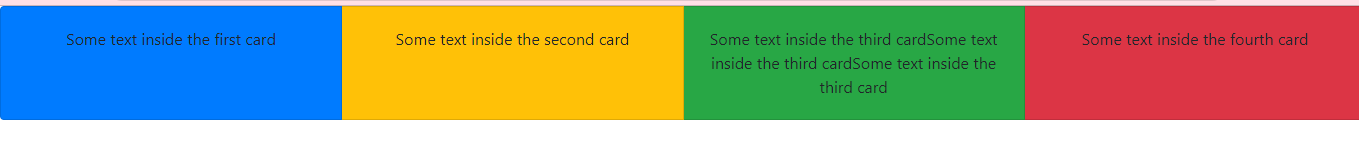 Some text inside the first card
Some text inside the second card
Some text inside the third cardSome text
inside the third cardSome text inside the
third card
Some text inside the fourth card